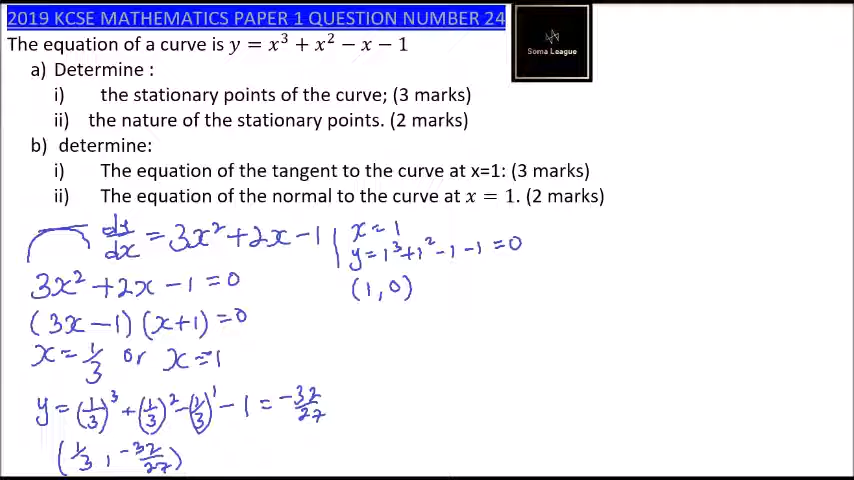 2019 KCSE MATHEMATICS PAPER 1 QUESTION NUMBER 24
Soma League
The equation of a curve is y = x³ + x² − x − 1
a) Determine :
i) the stationary points of the curve; (3 marks)
ii) the nature of the stationary points. (2 marks)
b) determine:
i) The equation of the tangent to the curve at x=1: (3 marks)
ii) The equation of the normal to the curve at x = 1. (2 marks)
dy/dx = 3x² + 2x − 1
3x² + 2x − 1 = 0
(3x − 1) (x + 1) = 0
x = 1/3 or x = −1
y = (1/3)³ + (1/3)² − (1/3)¹ − 1 = −32/27
(1/3 , −32/27)
x = 1
y = 1³ + 1² − 1 − 1 = 0
(1, 0)